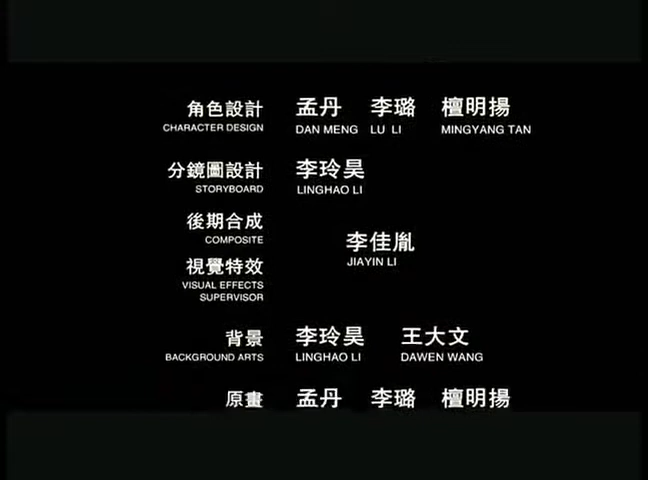 角色設計 孟丹 李璐 檀明揚
CHARACTER DESIGN DAN MENG LU LI MINGYANG TAN
分鏡圖設計 李玲昊
STORYBOARD LINGHAO LI
後期合成
COMPOSITE
李佳胤
JIAYIN LI
視覺特效
VISUAL EFFECTS
SUPERVISOR
背景 李玲昊 王大文
BACKGROUND ARTS LINGHAO LI DAWEN WANG
原畫 孟丹 李璐 檀明揚